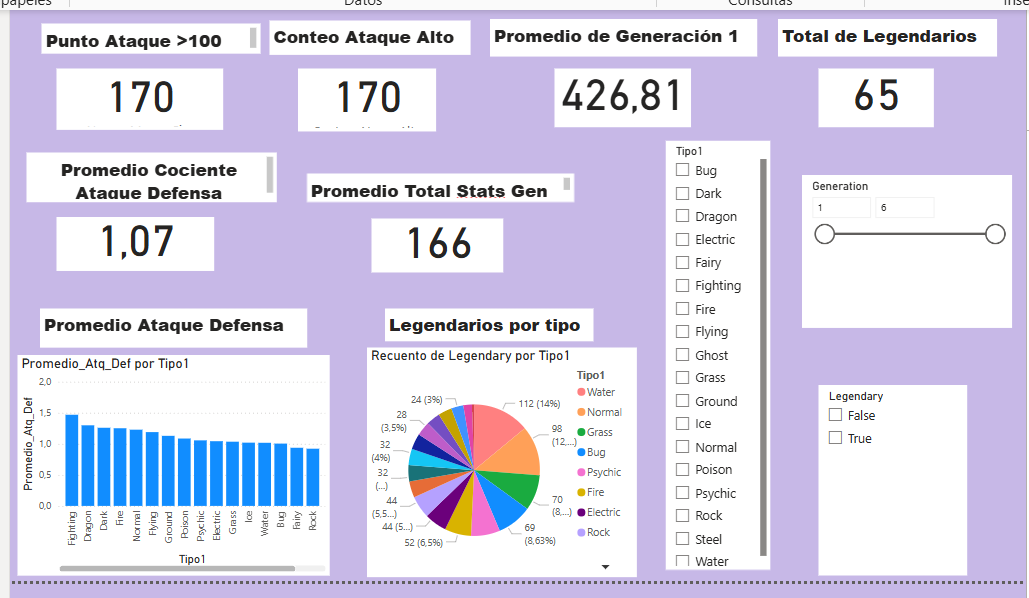 papeles
Datos
Consultas
Inse
Punto Ataque >100
Conteo Ataque Alto
Promedio de Generación 1
Total de Legendarios
170
170
426,81
65
Promedio Cociente
Ataque Defensa
1,07
Promedio Total Stats Gen
166
Tipo1
Bug
Dark
Dragon
Electric
Fairy
Fighting
Fire
Flying
Ghost
Grass
Ground
Ice
Normal
Poison
Psychic
Rock
Steel
Water
Generation
1
6
Legendary
False
True
Promedio Ataque Defensa
Promedio_Atq_Def por Tipo1
Promedio_Atq_Def
2,0
1,5
1,0
0,5
0,0
Fighting
Dragon
Dark
Fire
Normal
Flying
Ground
Poison
Psychic
Electric
Grass
Ice
Water
Bug
Fairy
Rock
Tipo1
Legendarios por tipo
Recuento de Legendary por Tipo1
112 (14%)
98
(12,...)
70
(8,...)
69
(8,63%)
52 (6,5%)
44 (5...)
44
(5,5...)
32
(...)
32
(4%)
28
(3,5%)
24 (3%)
Tipo1
Water
Normal
Grass
Bug
Psychic
Fire
Electric
Rock